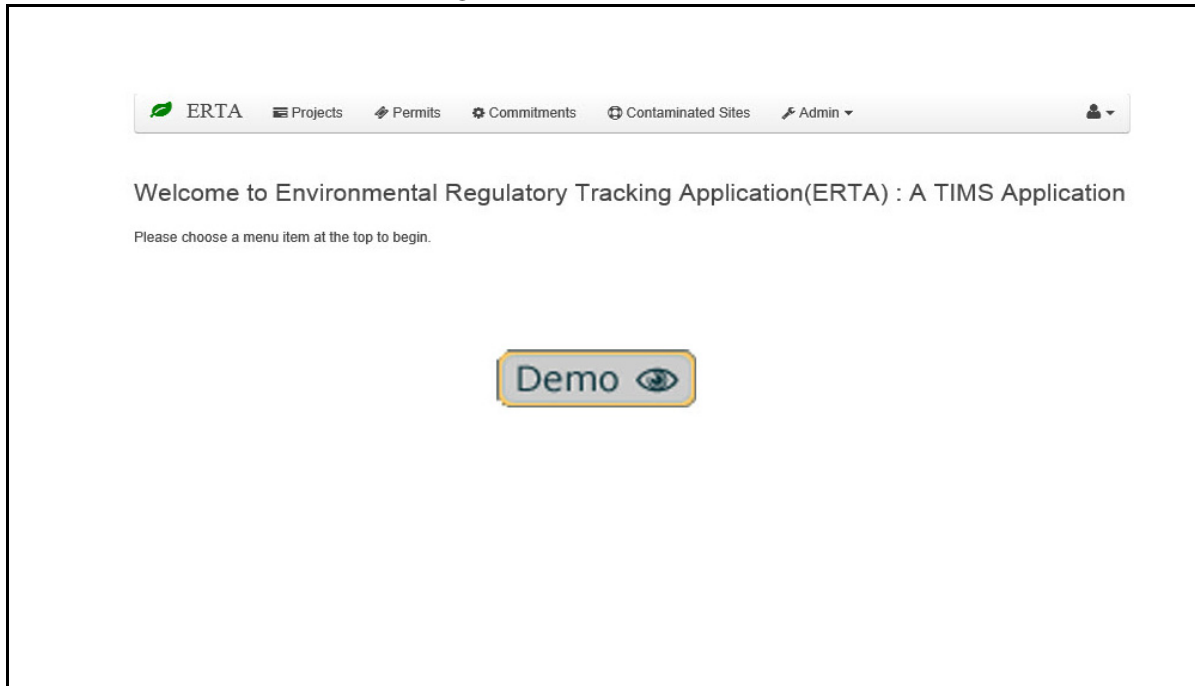 ERTA Projects Permits Commitments Contaminated Sites Admin
Welcome to Environmental Regulatory Tracking Application(ERTA) : A TIMS Application
Please choose a menu item at the top to begin.
Demo